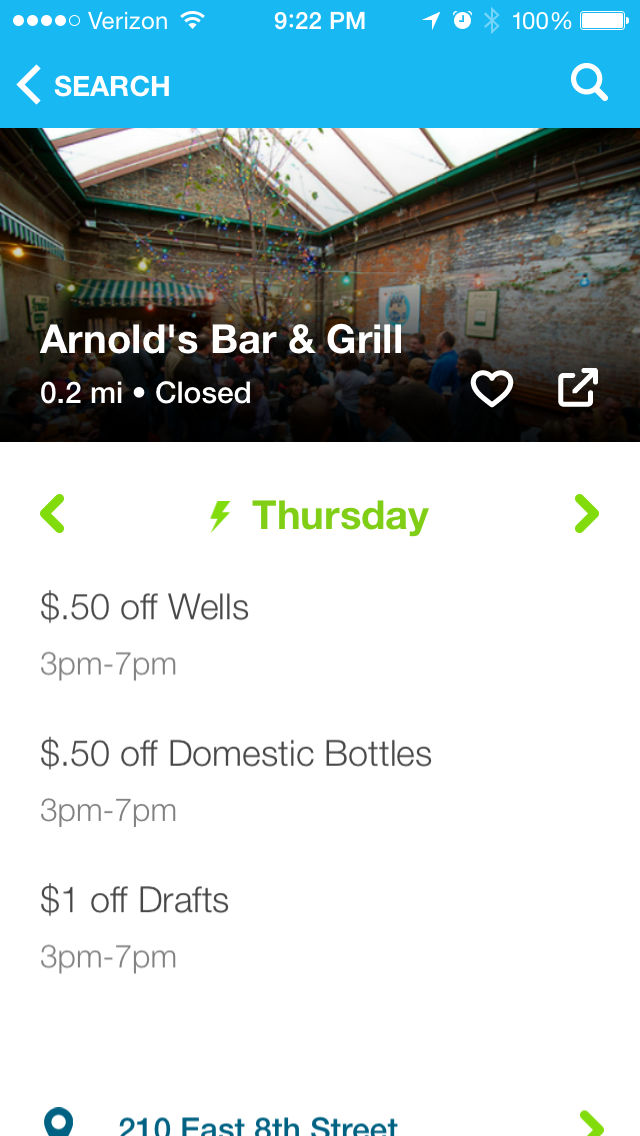 Verizon 9:22 PM 100%
SEARCH
Arnold's Bar & Grill
0.2 mi • Closed
Thursday
$.50 off Wells
3pm-7pm
$.50 off Domestic Bottles
3pm-7pm
$1 off Drafts
3pm-7pm
210 East 8th Street